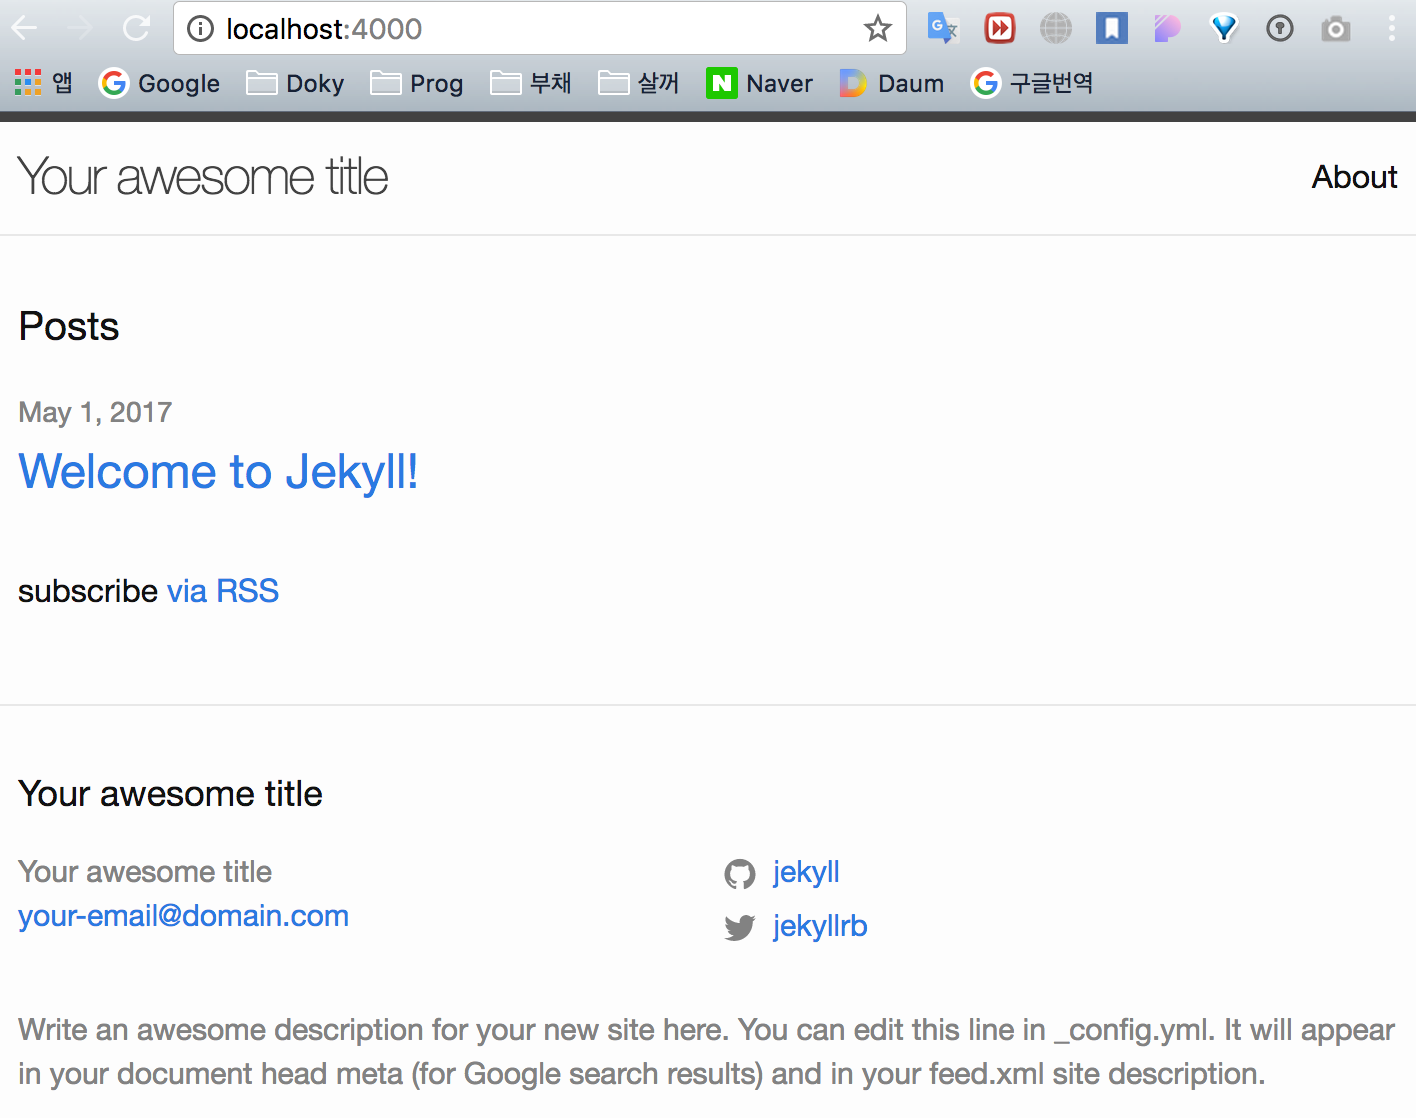 localhost:4000
앱 Google Doky Prog 부채 살꺼 Naver Daum 구글번역
Your awesome title About
Posts
May 1, 2017
Welcome to Jekyll!
subscribe via RSS
Your awesome title
Your awesome title
your-email@domain.com
jekyll
jekyllrb
Write an awesome description for your new site here. You can edit this line in _config.yml. It will appear
in your document head meta (for Google search results) and in your feed.xml site description.